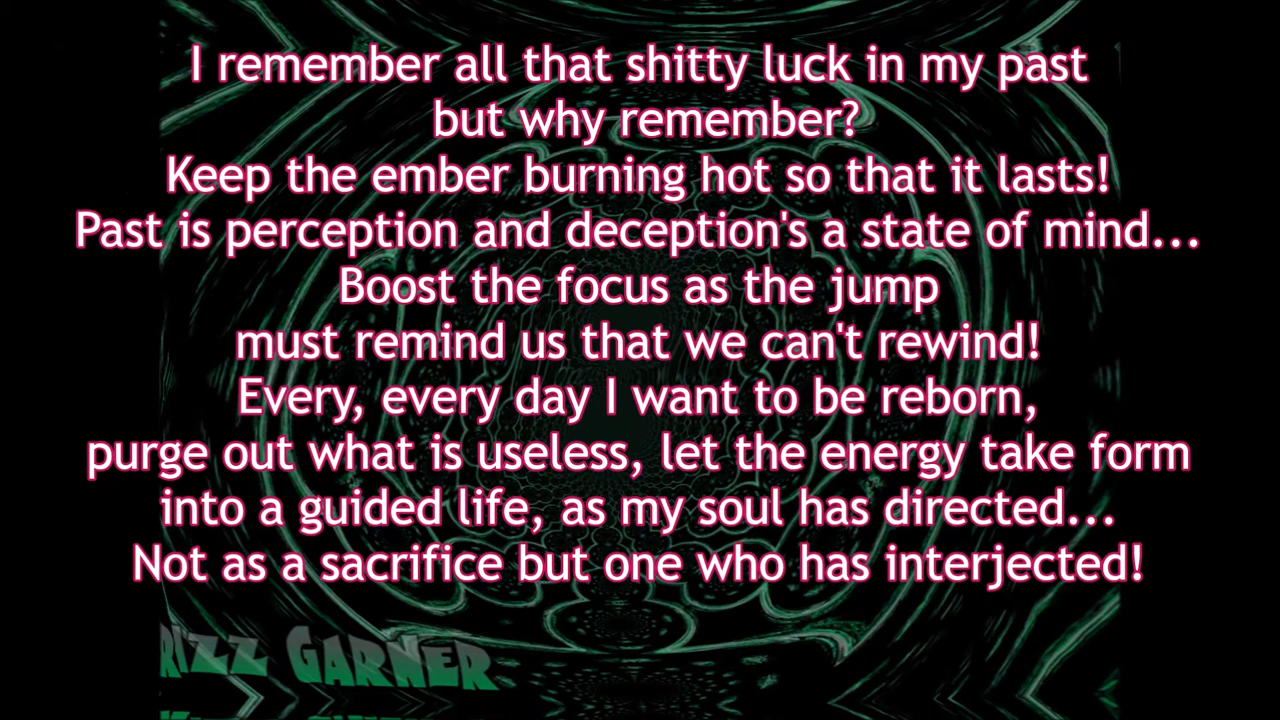 I remember all that shitty luck in my past
but why remember?
Keep the ember burning hot so that it lasts!
Past is perception and deception's a state of mind...
Boost the focus as the jump
must remind us that we can't rewind!
Every, every day I want to be reborn,
purge out what is useless, let the energy take form
into a guided life, as my soul has directed...
Not as a sacrifice but one who has interjected!
RIZZ GARNER